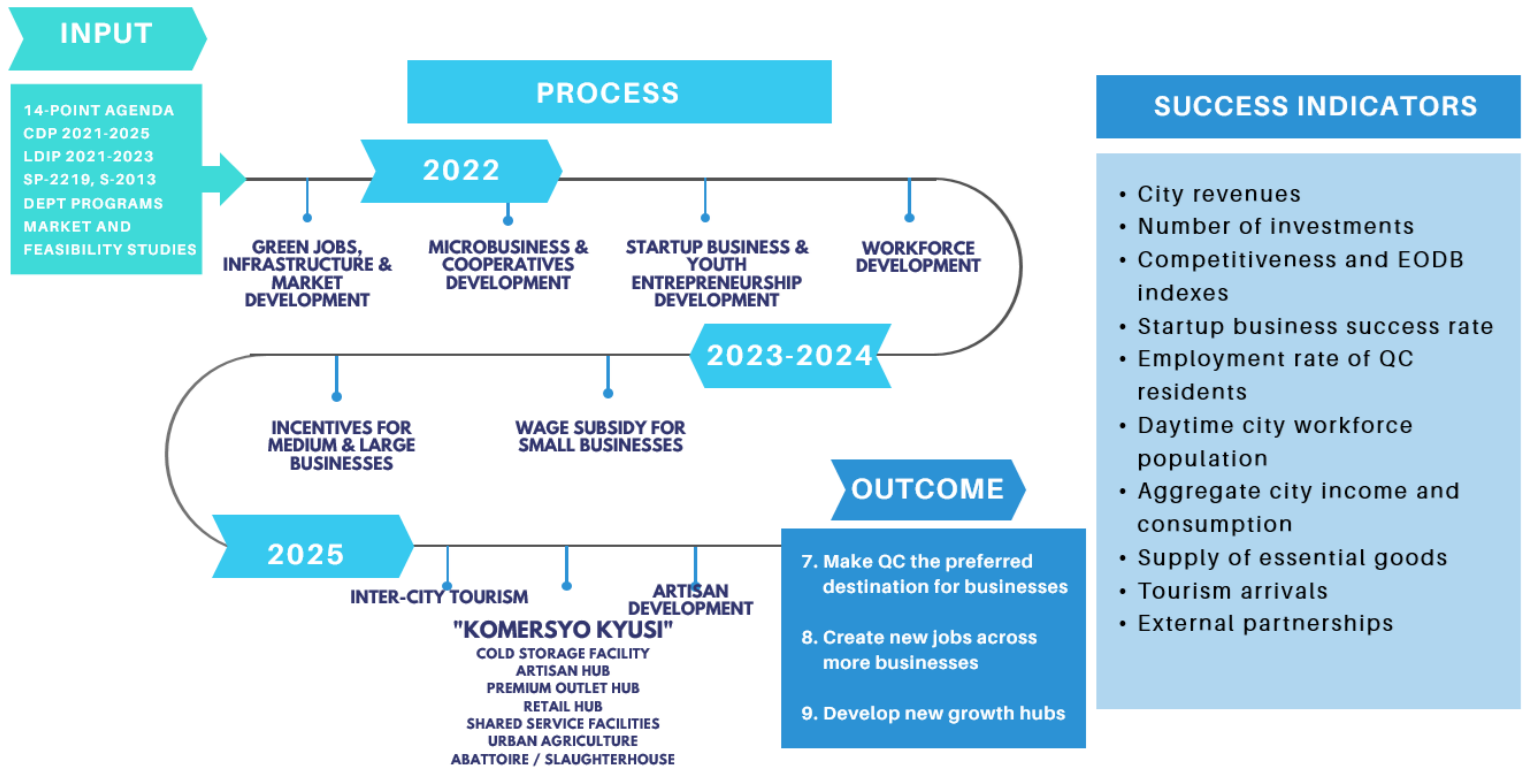 INPUT
14-POINT AGENDA
CDP 2021-2025
LDIP 2021-2023
SP-2219, S-2013
DEPT PROGRAMS
MARKET AND
FEASIBILITY STUDIES
PROCESS
2022
GREEN JOBS,
INFRASTRUCTURE &
MARKET
DEVELOPMENT
MICROBUSINESS &
COOPERATIVES
DEVELOPMENT
STARTUP BUSINESS &
YOUTH
ENTREPRENEURSHIP
DEVELOPMENT
WORKFORCE
DEVELOPMENT
2023-2024
INCENTIVES FOR
MEDIUM & LARGE
BUSINESSES
WAGE SUBSIDY FOR
SMALL BUSINESSES
2025
INTER-CITY TOURISM
"KOMERSYO KYUSI"
COLD STORAGE FACILITY
ARTISAN HUB
PREMIUM OUTLET HUB
RETAIL HUB
SHARED SERVICE FACILITIES
URBAN AGRICULTURE
ABATTOIRE / SLAUGHTERHOUSE
ARTISAN
DEVELOPMENT
OUTCOME
7. Make QC the preferred
destination for businesses
8. Create new jobs across
more businesses
9. Develop new growth hubs
SUCCESS INDICATORS
• City revenues
• Number of investments
• Competitiveness and EODB
indexes
• Startup business success rate
• Employment rate of QC
residents
• Daytime city workforce
population
• Aggregate city income and
consumption
• Supply of essential goods
• Tourism arrivals
• External partnerships